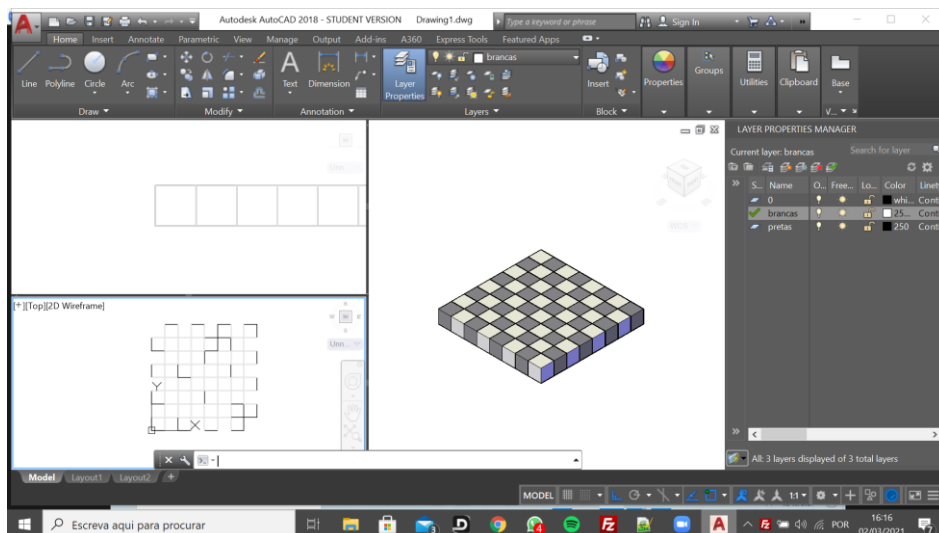 Autodesk AutoCAD 2018 - STUDENT VERSION Drawing1.dwg
Type a keyword or phrase
Sign In
Home Insert Annotate Parametric View Manage Output Add-ins A360 Express Tools Featured Apps
brancas
Line Polyline Circle Arc
Text Dimension
Layer Properties
Insert
Properties
Groups
Utilities
Clipboard
Base
Draw Modify Annotation Layers Block V...
LAYER PROPERTIES MANAGER
Current layer: brancas
Search for layer
S... Name O... Free... Lo... Color Linet
0 whi... Cont
brancas 25... Cont
pretas 250 Cont
Unn...
WCS
[+][Top][2D Wireframe]
Unn...
Y
X
All: 3 layers displayed of 3 total layers
Model Layout1 Layout2 +
MODEL 1:1
Escreva aqui para procurar
POR
16:16
02/03/2021